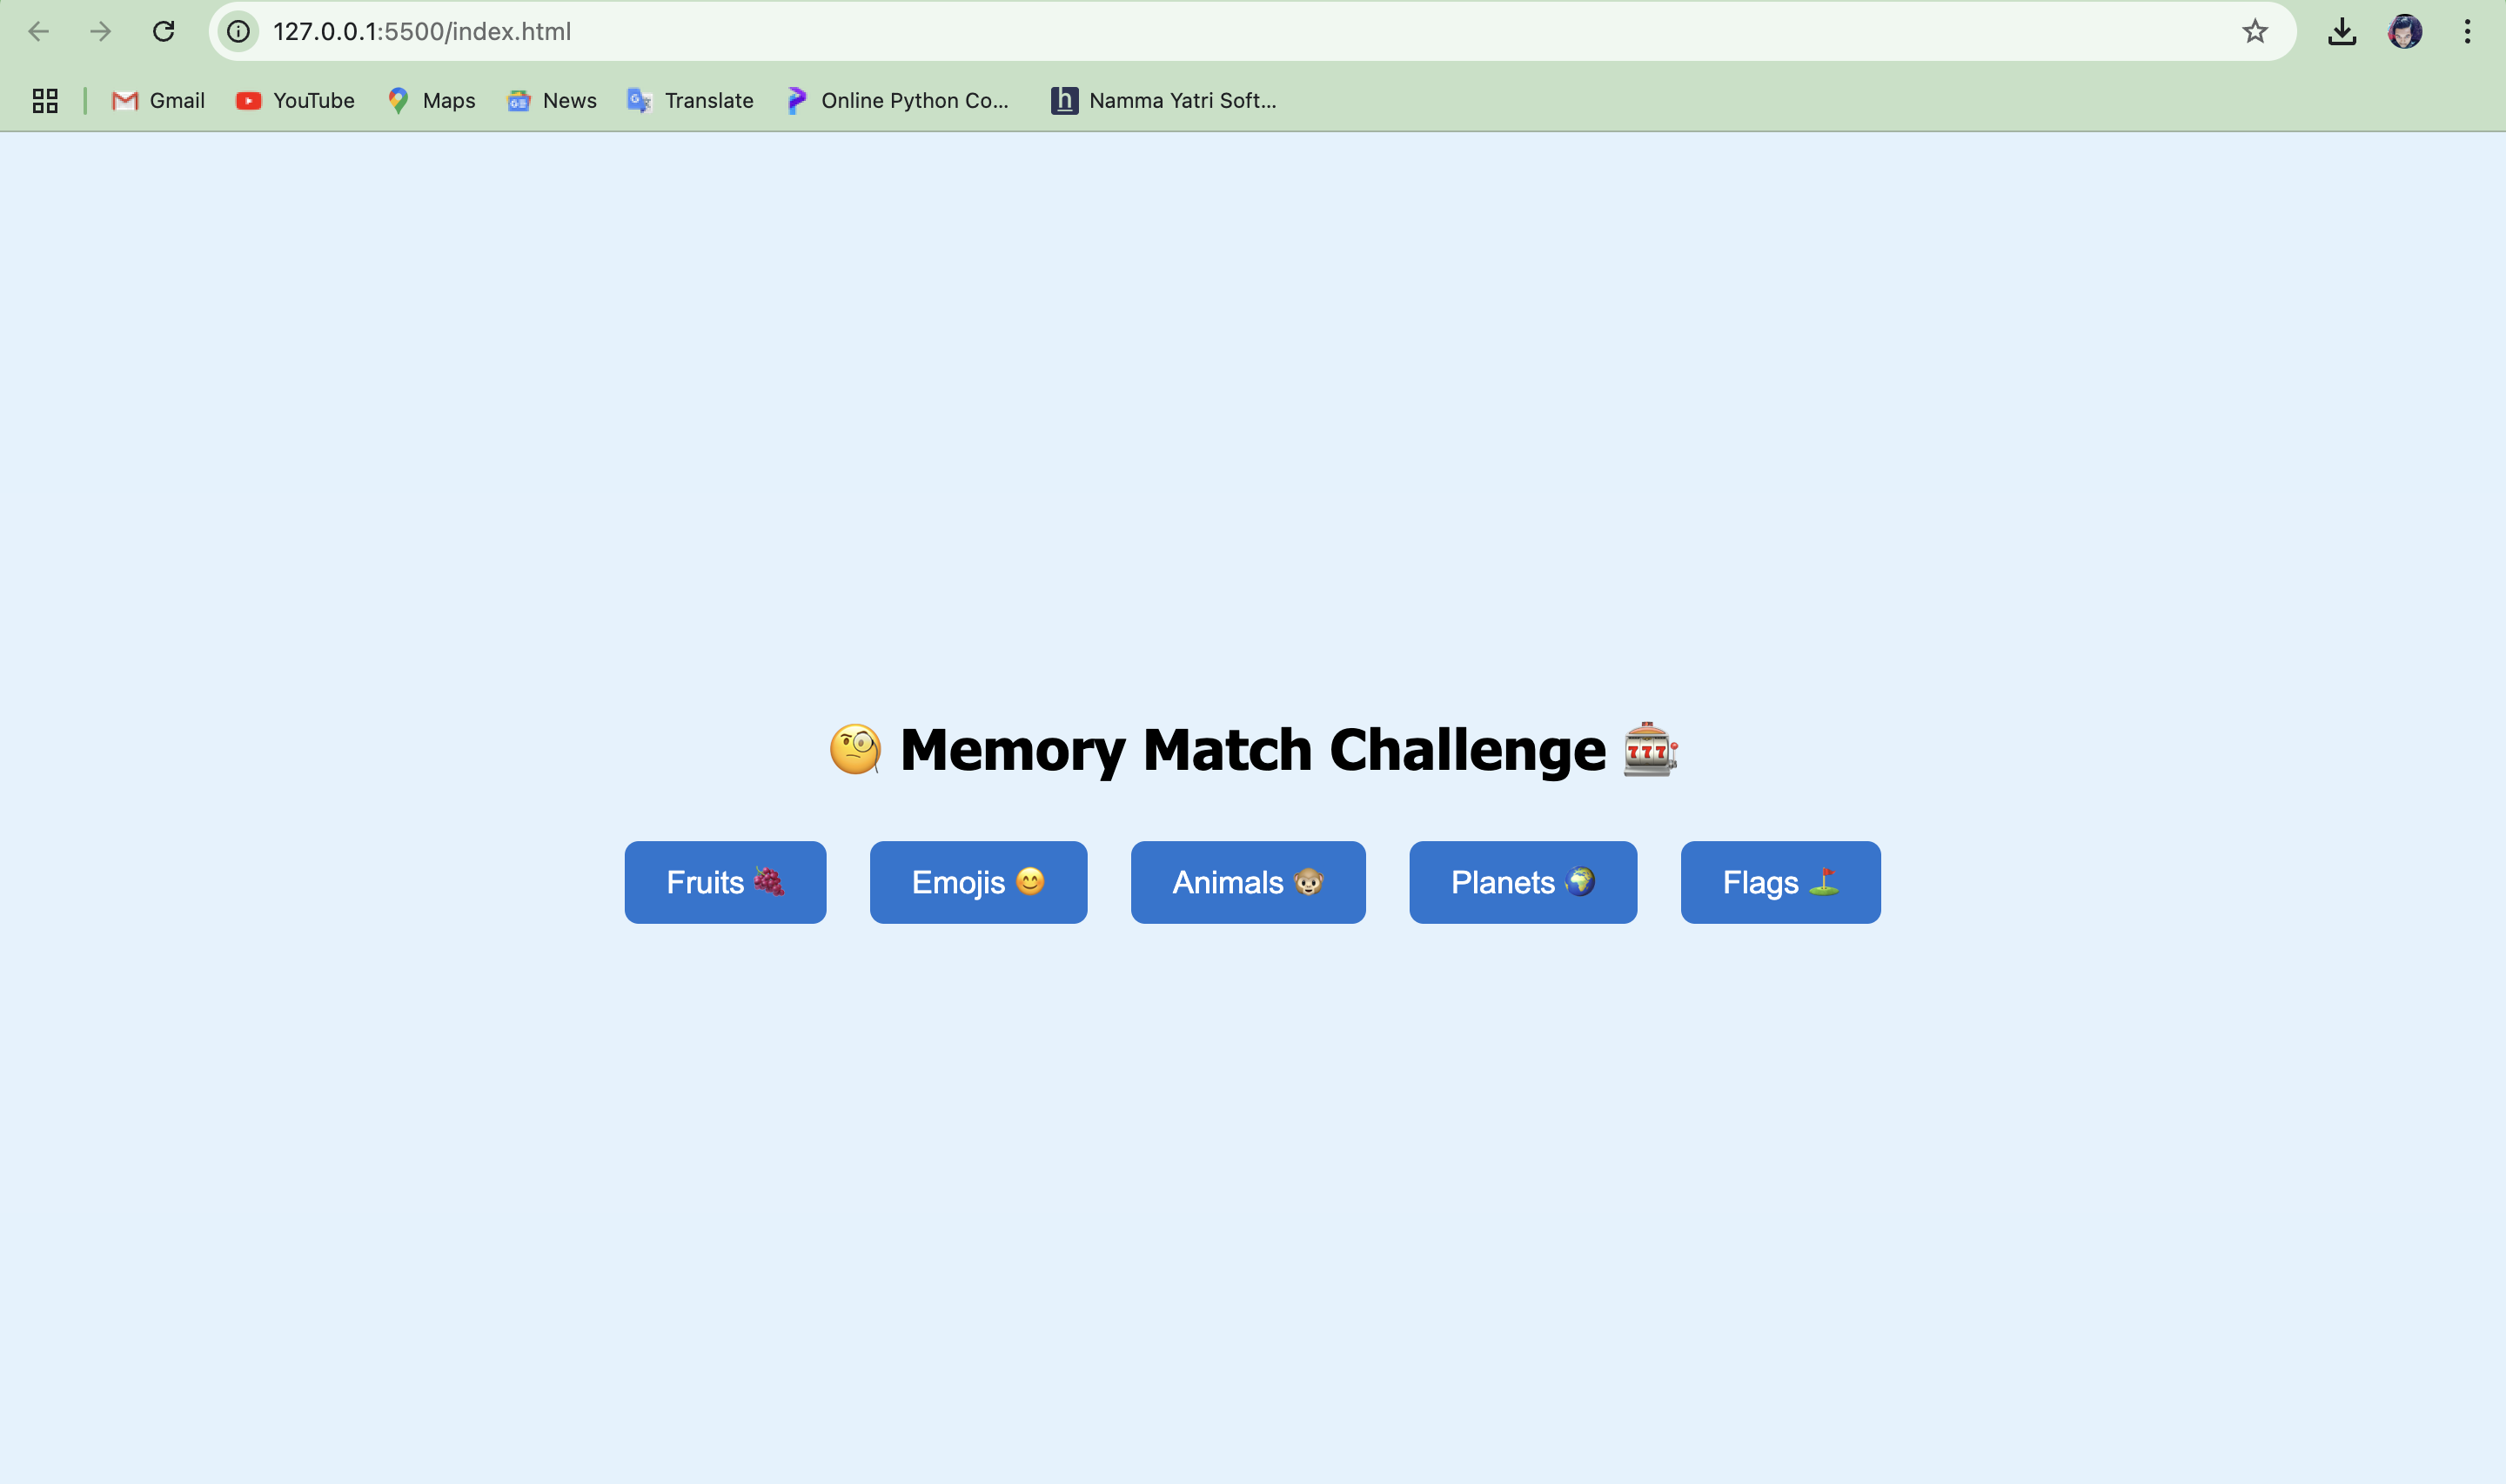 127.0.0.1:5500/index.html
Gmail YouTube Maps News Translate Online Python Co... Namma Yatri Soft...
🧐 Memory Match Challenge 🎰
Fruits 🍇 Emojis 😊 Animals 🐵 Planets 🌍 Flags ⛳